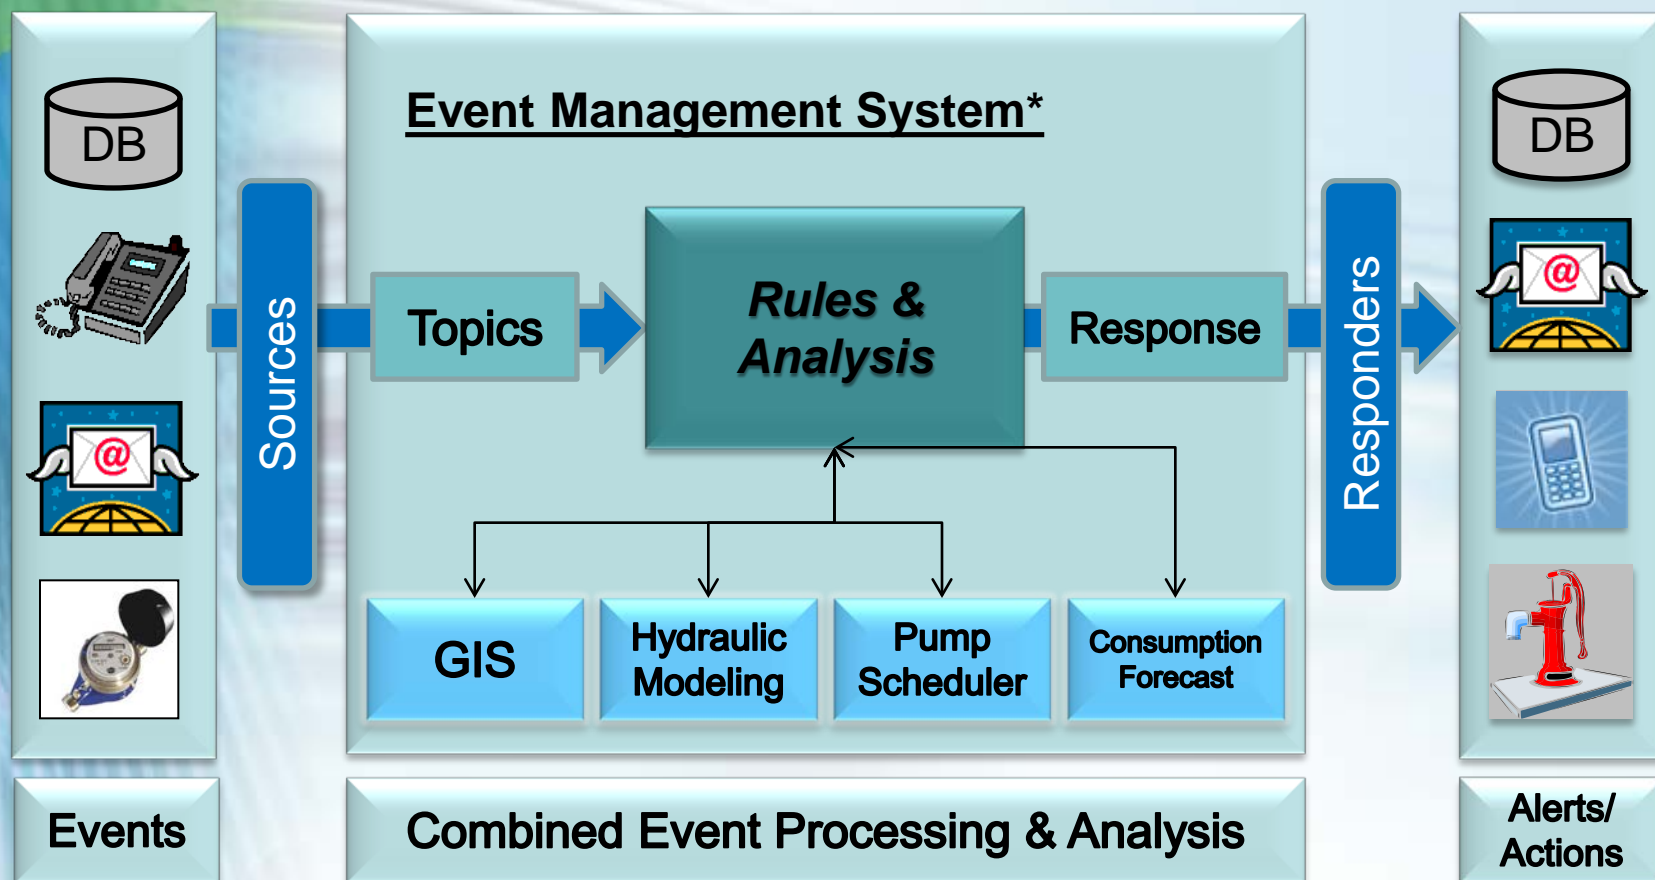 Event Management System*
DB
@
Sources
Topics
Rules &
Analysis
Response
Responders
DB
@
GIS
Hydraulic
Modeling
Pump
Scheduler
Consumption
Forecast
Events
Combined Event Processing & Analysis
Alerts/
Actions